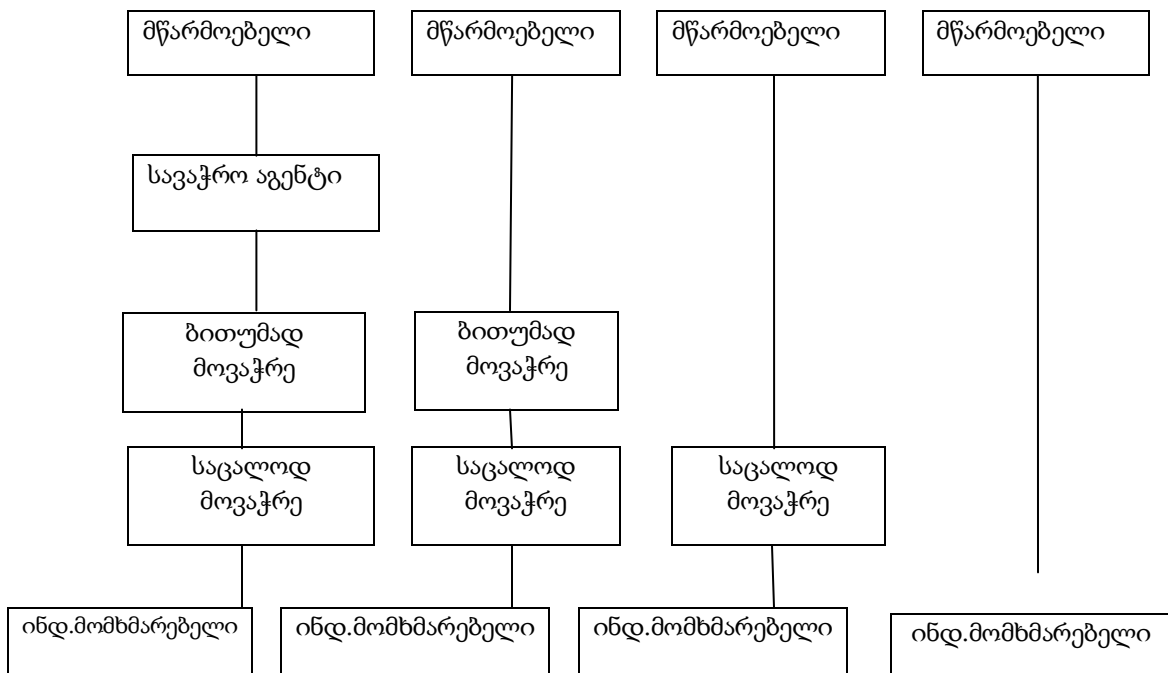 მწარმოებელი
მწარმოებელი
მწარმოებელი
მწარმოებელი
სავაჭრო აგენტი
ბითუმად
მოვაჭრე
ბითუმად
მოვაჭრე
საცალოდ
მოვაჭრე
საცალოდ
მოვაჭრე
საცალოდ
მოვაჭრე
ინდ.მომხმარებელი
ინდ.მომხმარებელი
ინდ.მომხმარებელი
ინდ.მომხმარებელი